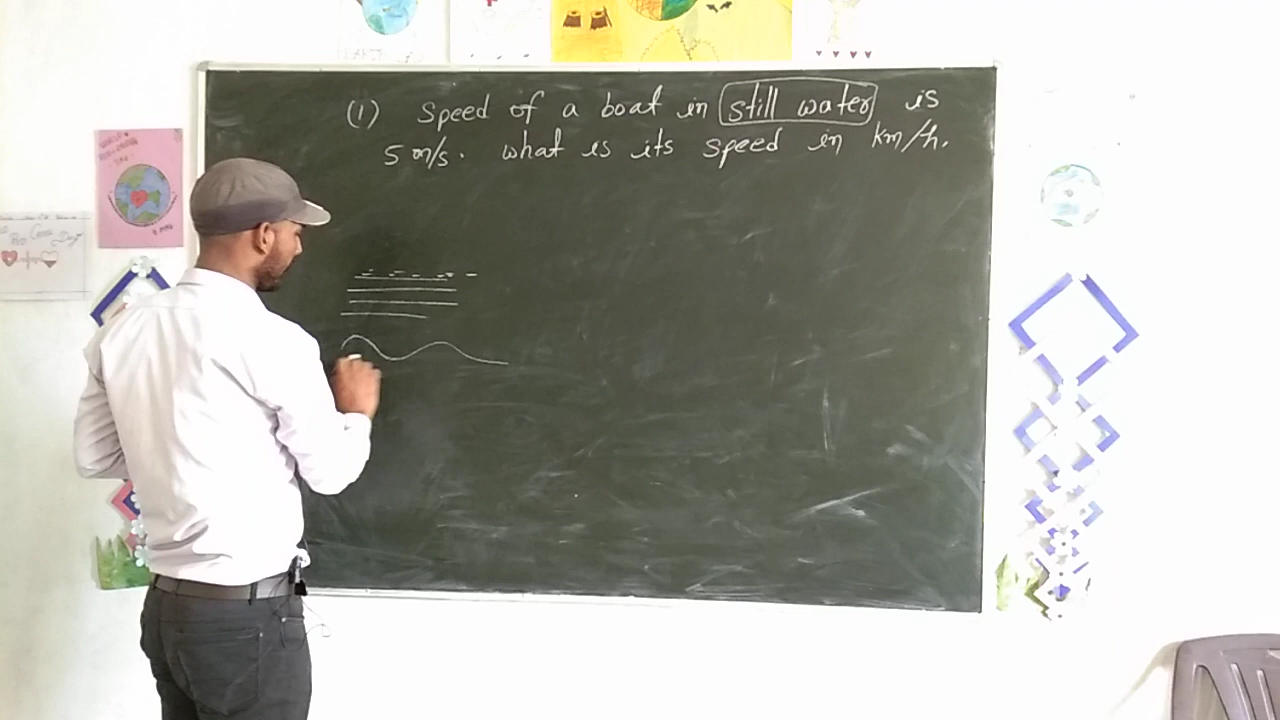 (1) Speed of a boat in still water is
5 m/s. what is its speed in km/h.